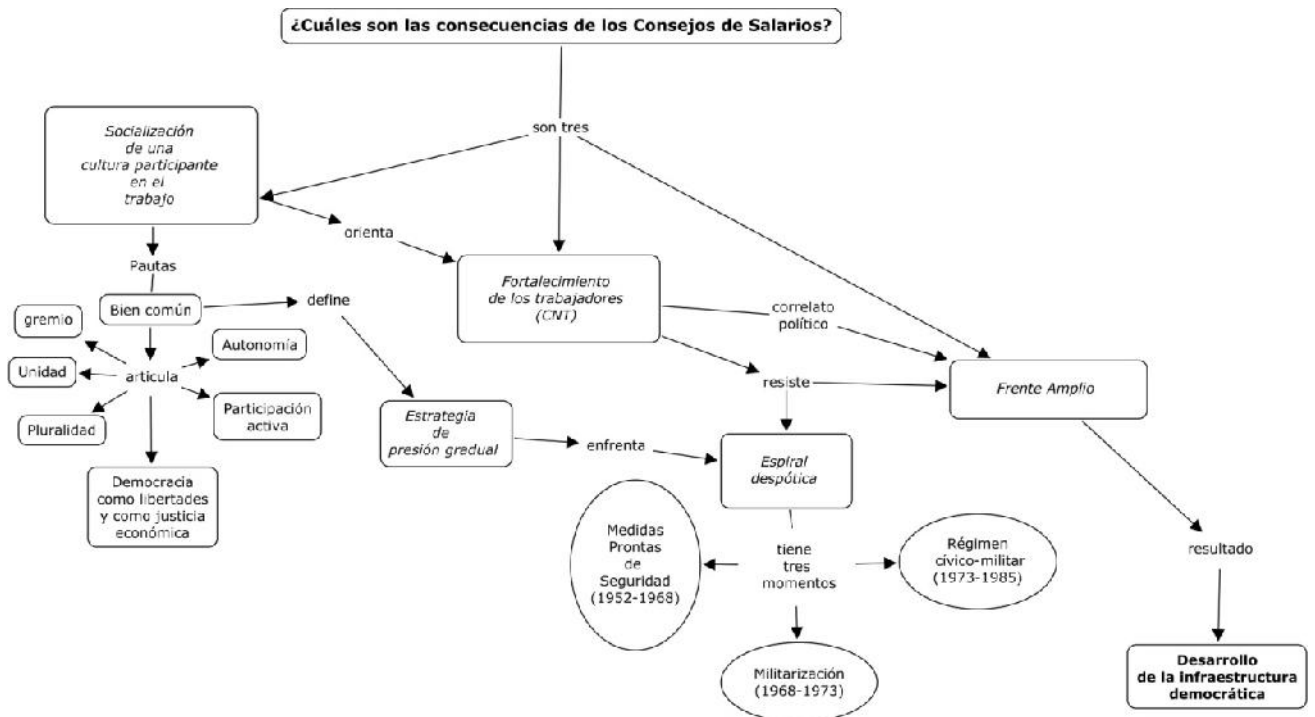 ¿Cuáles son las consecuencias de los Consejos de Salarios?
son tres
Socialización
de una
cultura participante
en el
trabajo
orienta
Pautas
Fortalecimiento
de los trabajadores
(CNT)
correlato
político
Bien común
define
gremio
Autonomía
Unidad
articula
Pluralidad
Participación
activa
resiste
Frente Amplio
Estrategia
de
presión gradual
enfrenta
Espiral
despótica
Democracia
como libertades
y como justicia
económica
Medidas
Prontas
de
Seguridad
(1952-1968)
tiene
tres
momentos
Régimen
cívico-militar
(1973-1985)
resultado
Militarización
(1968-1973)
Desarrollo
de la infraestructura
democrática